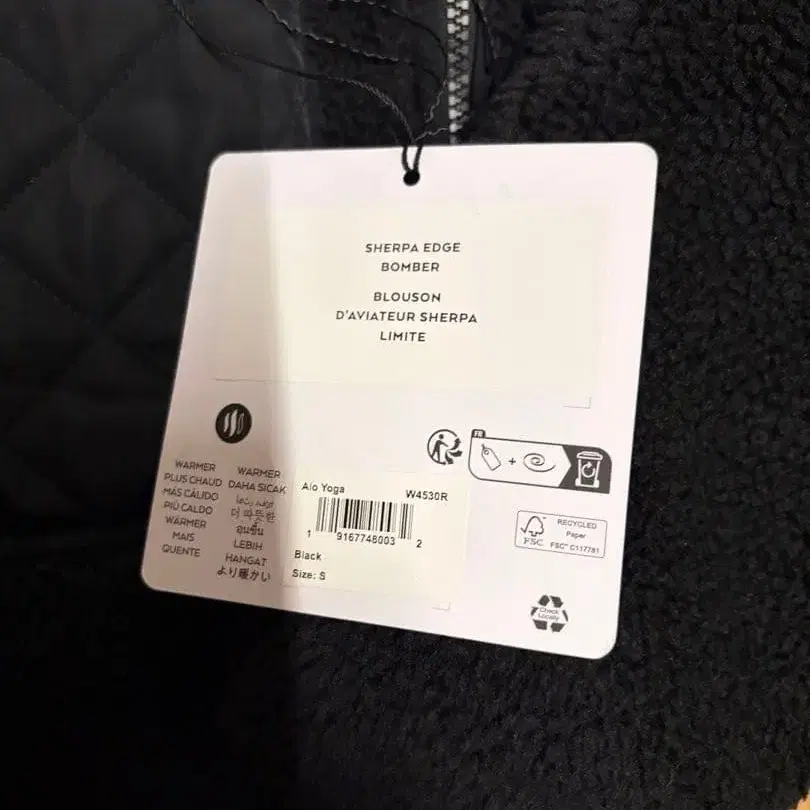 SHERPA EDGE
BOMBER
BLOUSON
D'AVIATEUR SHERPA
LIMITE
WARMER
PLUS CHAUD
MÁS CÁLIDO
PIÙ CALDO
WÄRMER
MAIS
QUENTE
WARMER
DAHA SICAK
더 따뜻한
อุ่นขึ้น
LEBIH
HANGAT
より暖かい
Alo Yoga W4530R
1 9167748003 2
Black
Size: S
FR
+
FSC
RECYCLED
Paper
FSC™ C117781
Check
Locally